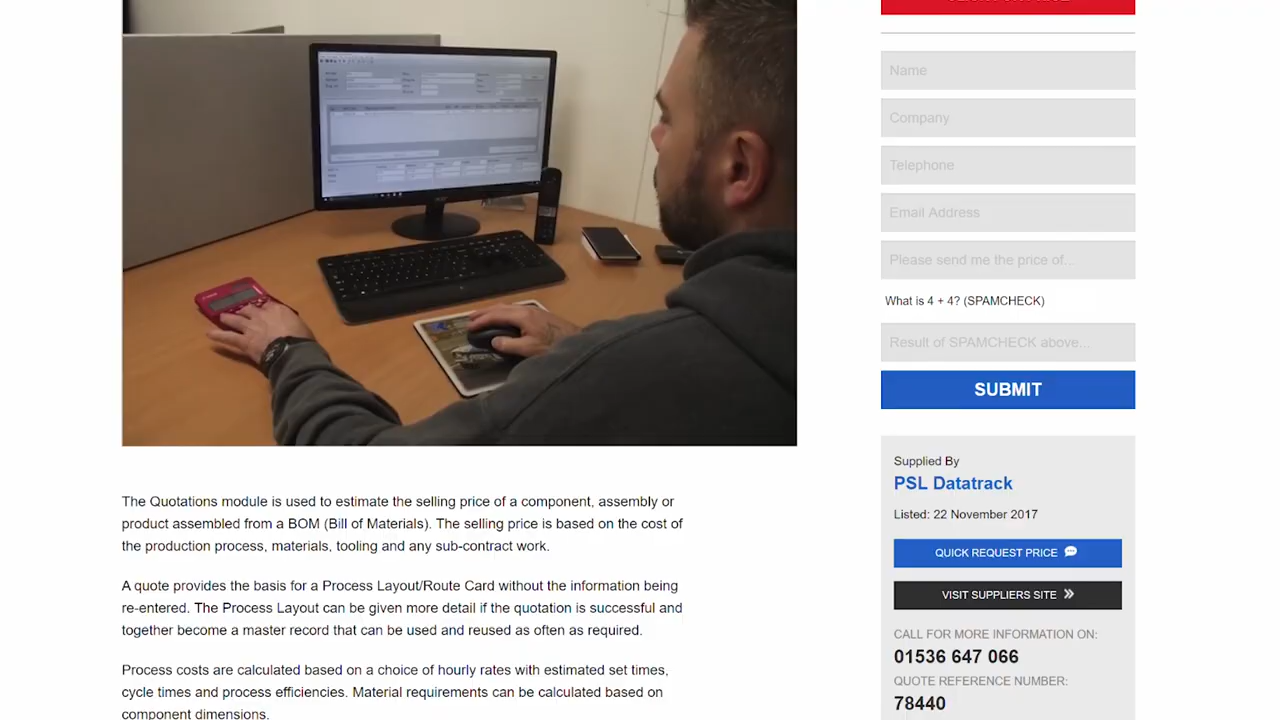 Name
Company
Telephone
Email Address
Please send me the price of...
What is 4 + 4? (SPAMCHECK)
Result of SPAMCHECK above...
SUBMIT
Supplied By
PSL Datatrack
Listed: 22 November 2017
QUICK REQUEST PRICE
VISIT SUPPLIERS SITE
CALL FOR MORE INFORMATION ON:
01536 647 066
QUOTE REFERENCE NUMBER:
78440
The Quotations module is used to estimate the selling price of a component, assembly or
product assembled from a BOM (Bill of Materials). The selling price is based on the cost of
the production process, materials, tooling and any sub-contract work.
A quote provides the basis for a Process Layout/Route Card without the information being
re-entered. The Process Layout can be given more detail if the quotation is successful and
together become a master record that can be used and reused as often as required.
Process costs are calculated based on a choice of hourly rates with estimated set times,
cycle times and process efficiencies. Material requirements can be calculated based on
component dimensions.